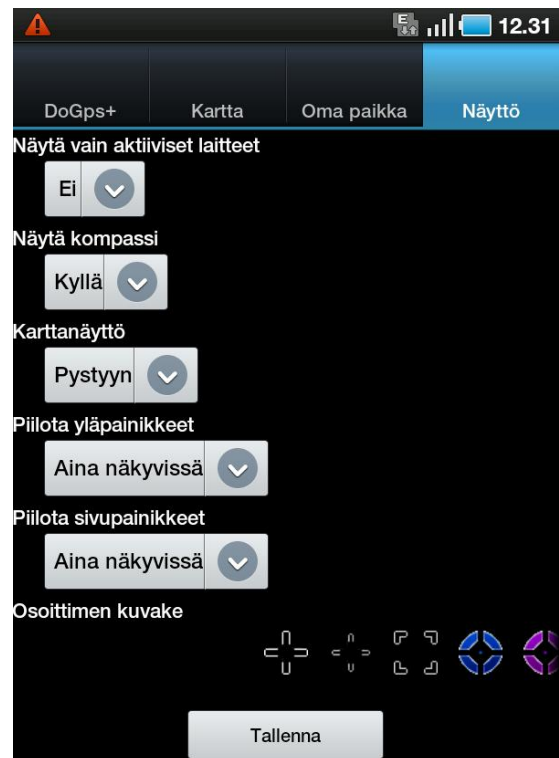 E 12.31
DoGps+ Kartta Oma paikka Näyttö
Näytä vain aktiiviset laitteet
Ei
Näytä kompassi
Kyllä
Karttanäyttö
Pystyyn
Piilota yläpainikkeet
Aina näkyvissä
Piilota sivupainikkeet
Aina näkyvissä
Osoittimen kuvake
Tallenna